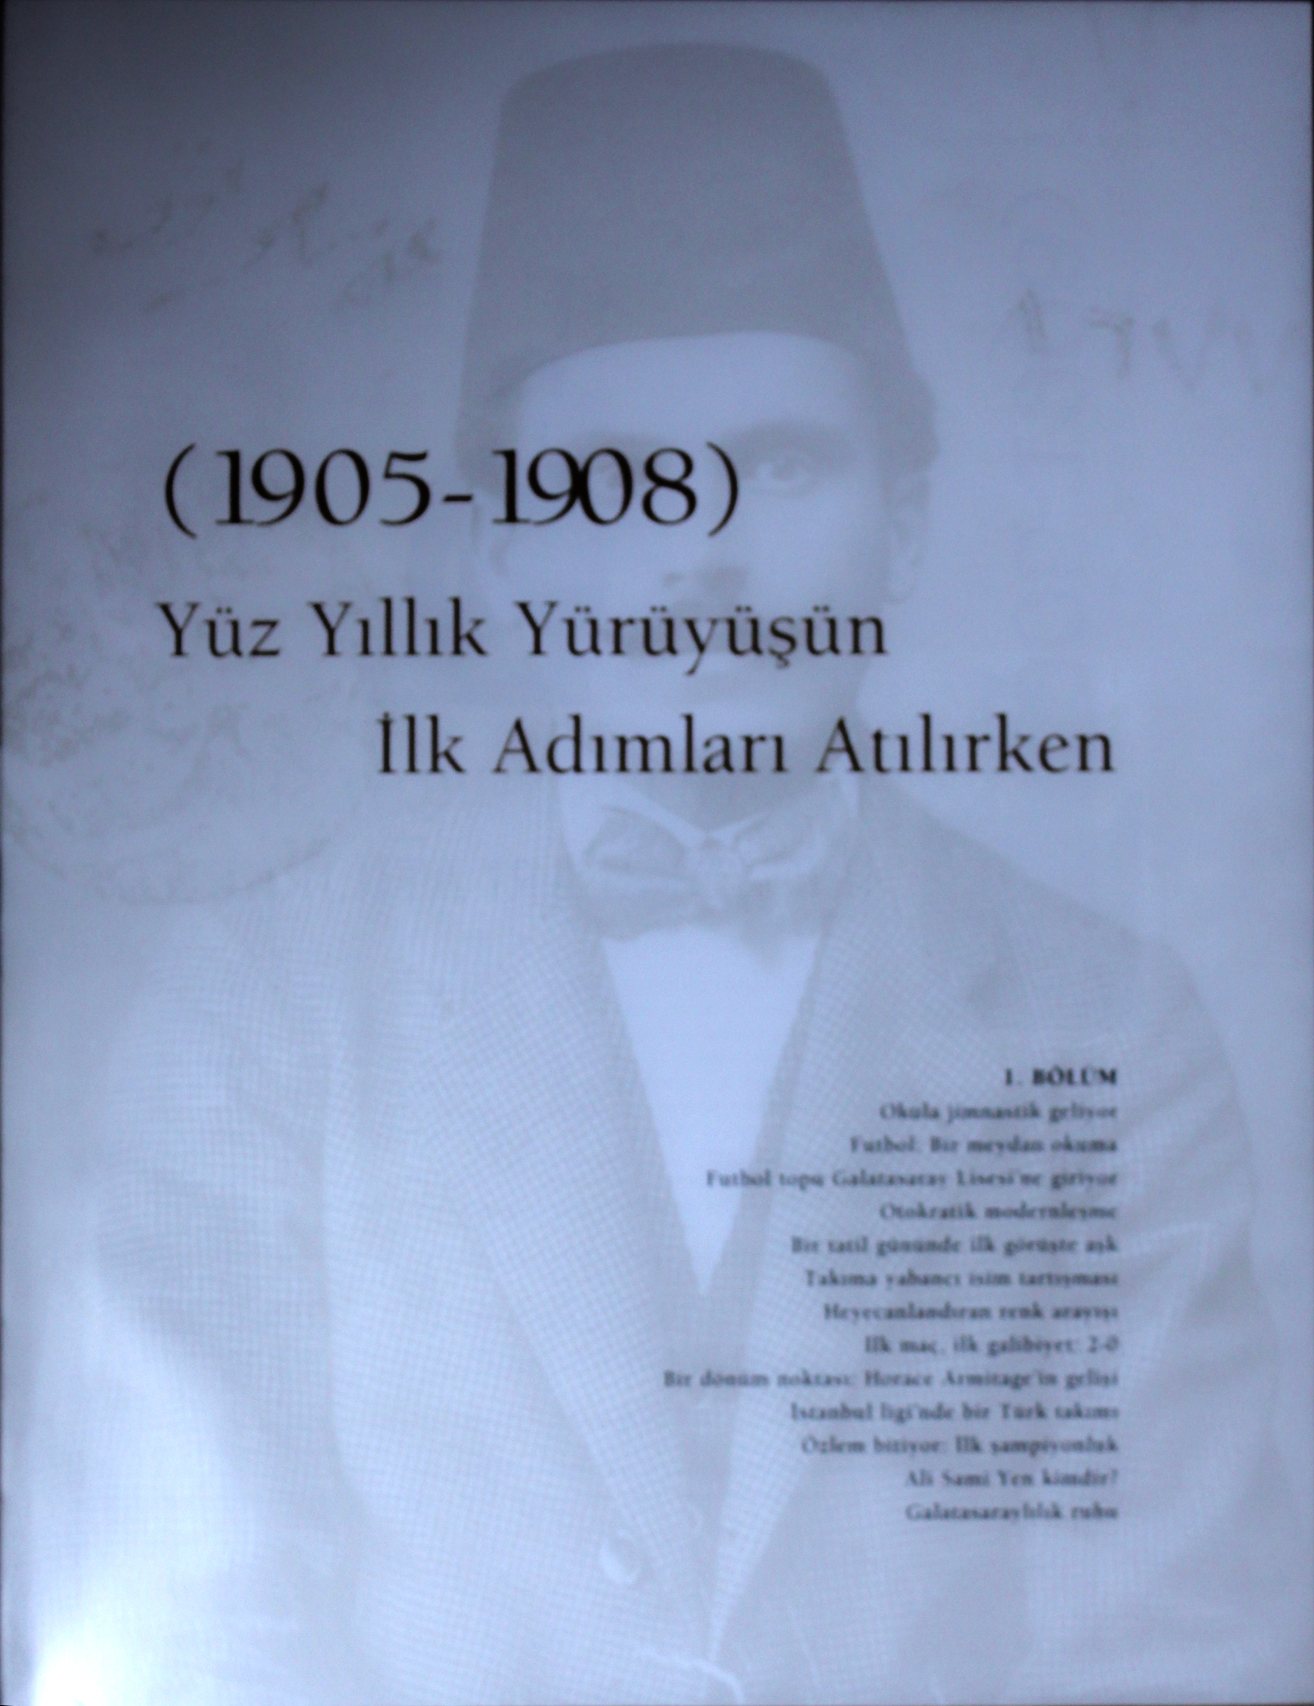 (1905-1908)
Yüz Yıllık Yürüyüşün
İlk Adımları Atılırken
1. BÖLÜM
Okula jimnastik geliyor
Futbol: Bir meydan okuma
Futbol topu Galatasaray Lisesi'ne giriyor
Otokratik modernleşme
Bir tatil gününde ilk görüşte aşk
Takıma yabancı isim tartışması
Heyecanlandıran renk arayışı
İlk maç, ilk galibiyet: 2-0
Bir dönüm noktası: Horace Armitage'in gelişi
İstanbul ligi'nde bir Türk takımı
Özlem bitiyor: İlk şampiyonluk
Ali Sami Yen kimdir?
Galatasaraylılık ruhu